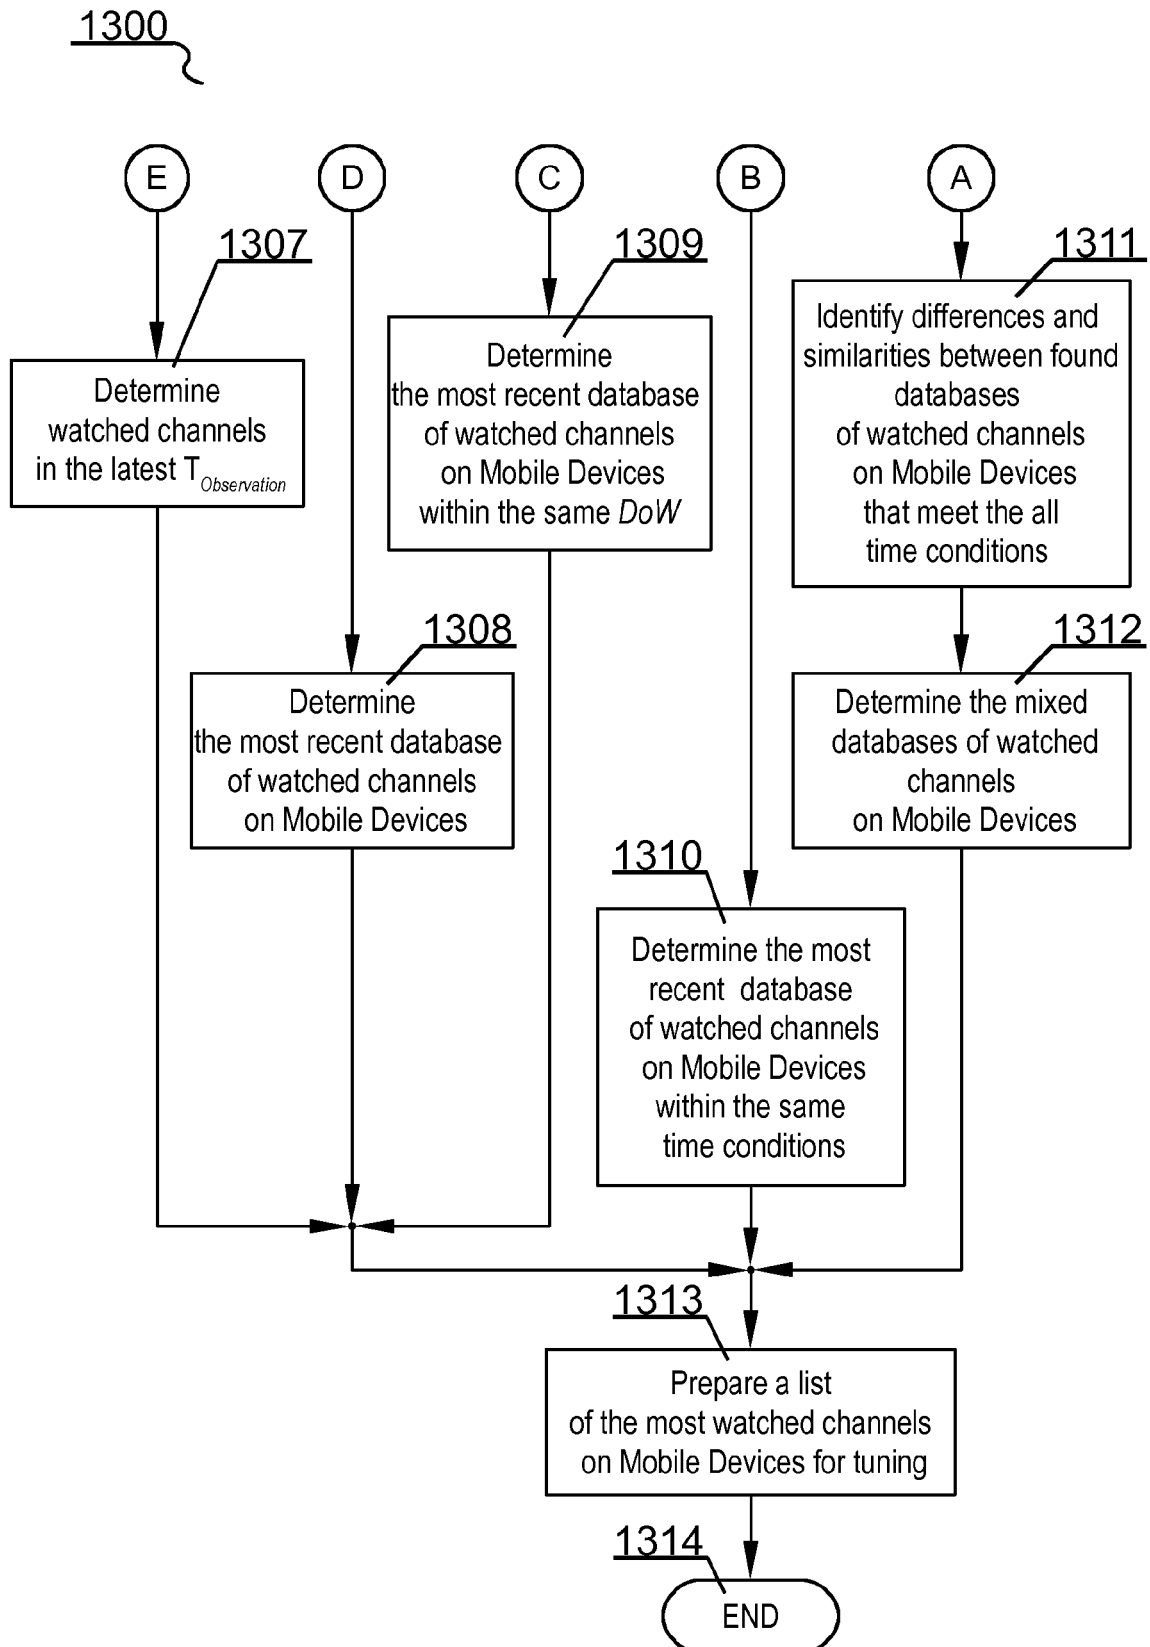 1300
E
D
C
B
A
1307
Determine
watched channels
in the latest T Observation
1309
Determine
the most recent database
of watched channels
on Mobile Devices
within the same DoW
1311
Identify differences and
similarities between found
databases
of watched channels
on Mobile Devices
that meet the all
time conditions
1308
Determine
the most recent database
of watched channels
on Mobile Devices
1312
Determine the mixed
databases of watched
channels
on Mobile Devices
1310
Determine the most
recent database
of watched channels
on Mobile Devices
within the same
time conditions
1313
Prepare a list
of the most watched channels
on Mobile Devices for tuning
1314
END